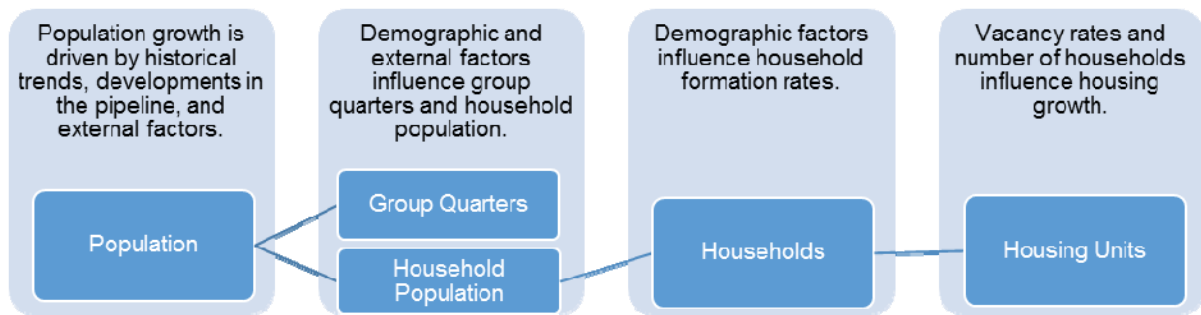 Population growth is
driven by historical
trends, developments in
the pipeline, and
external factors.
Population
Demographic and
external factors
influence group
quarters and household
population.
Group Quarters
Household
Population
Demographic factors
influence household
formation rates.
Households
Vacancy rates and
number of households
influence housing
growth.
Housing Units